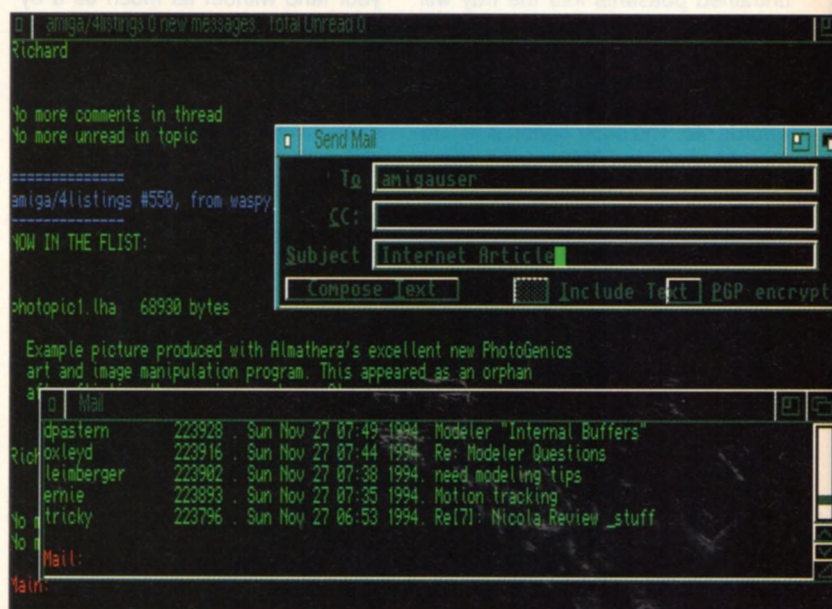 amiga/4listings 0 new messages. Total Unread 0.
Richard
No more comments in thread
No more unread in topic
==============
amiga/4listings #550, from waspy,
--------------
NOW IN THE FLIST:
photopic1.lha 68930 bytes
Example picture produced with Almathera's excellent new PhotoGenics
art and image manipulation program. This appeared as an orphan
Send Mail
To amigauser
CC:
Subject Internet Article
Compose Text Include Text PGP encrypt
Mail
dpastern 223928 . Sun Nov 27 07:49 1994. Modeler "Internal Buffers"
oxleyd 223916 . Sun Nov 27 07:44 1994. Re: Modeler Questions
leimberger 223902 . Sun Nov 27 07:38 1994. need modeling tips
ernie 223893 . Sun Nov 27 07:35 1994. Motion tracking
tricky 223796 . Sun Nov 27 06:53 1994. Re[7]: Nicola Review _stuff
Mail:
Main: